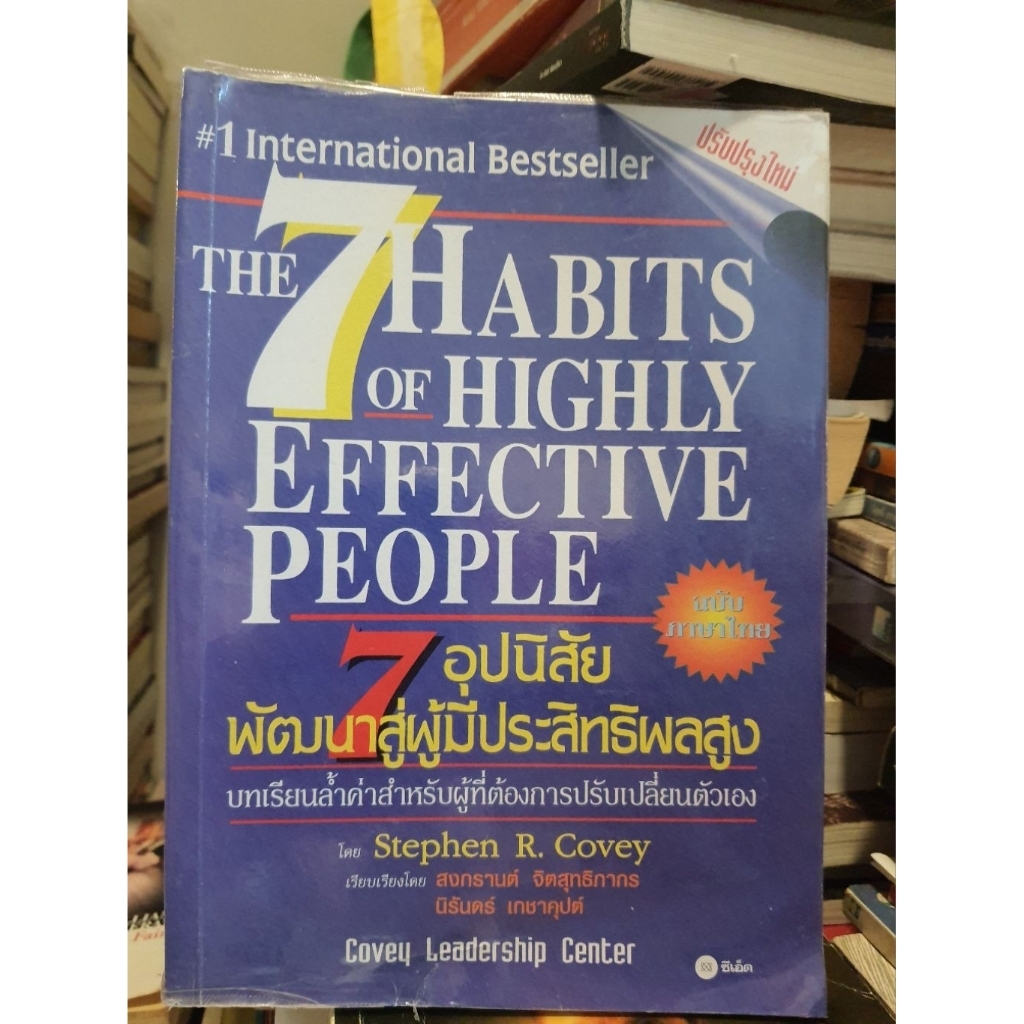 #1 International Bestseller
ปรับปรุงใหม่
THE 7 HABITS
OF HIGHLY
EFFECTIVE
PEOPLE
ฉบับ
ภาษาไทย
7 อุปนิสัย
พัฒนาสู่ผู้มีประสิทธิผลสูง
บทเรียนล้ำค่าสำหรับผู้ที่ต้องการปรับเปลี่ยนตัวเอง
โดย Stephen R. Covey
เรียบเรียงโดย สงกรานต์ จิตสุทธิภากร
นิรันดร์ เกชาคุปต์
Covey Leadership Center
ซีเอ็ด